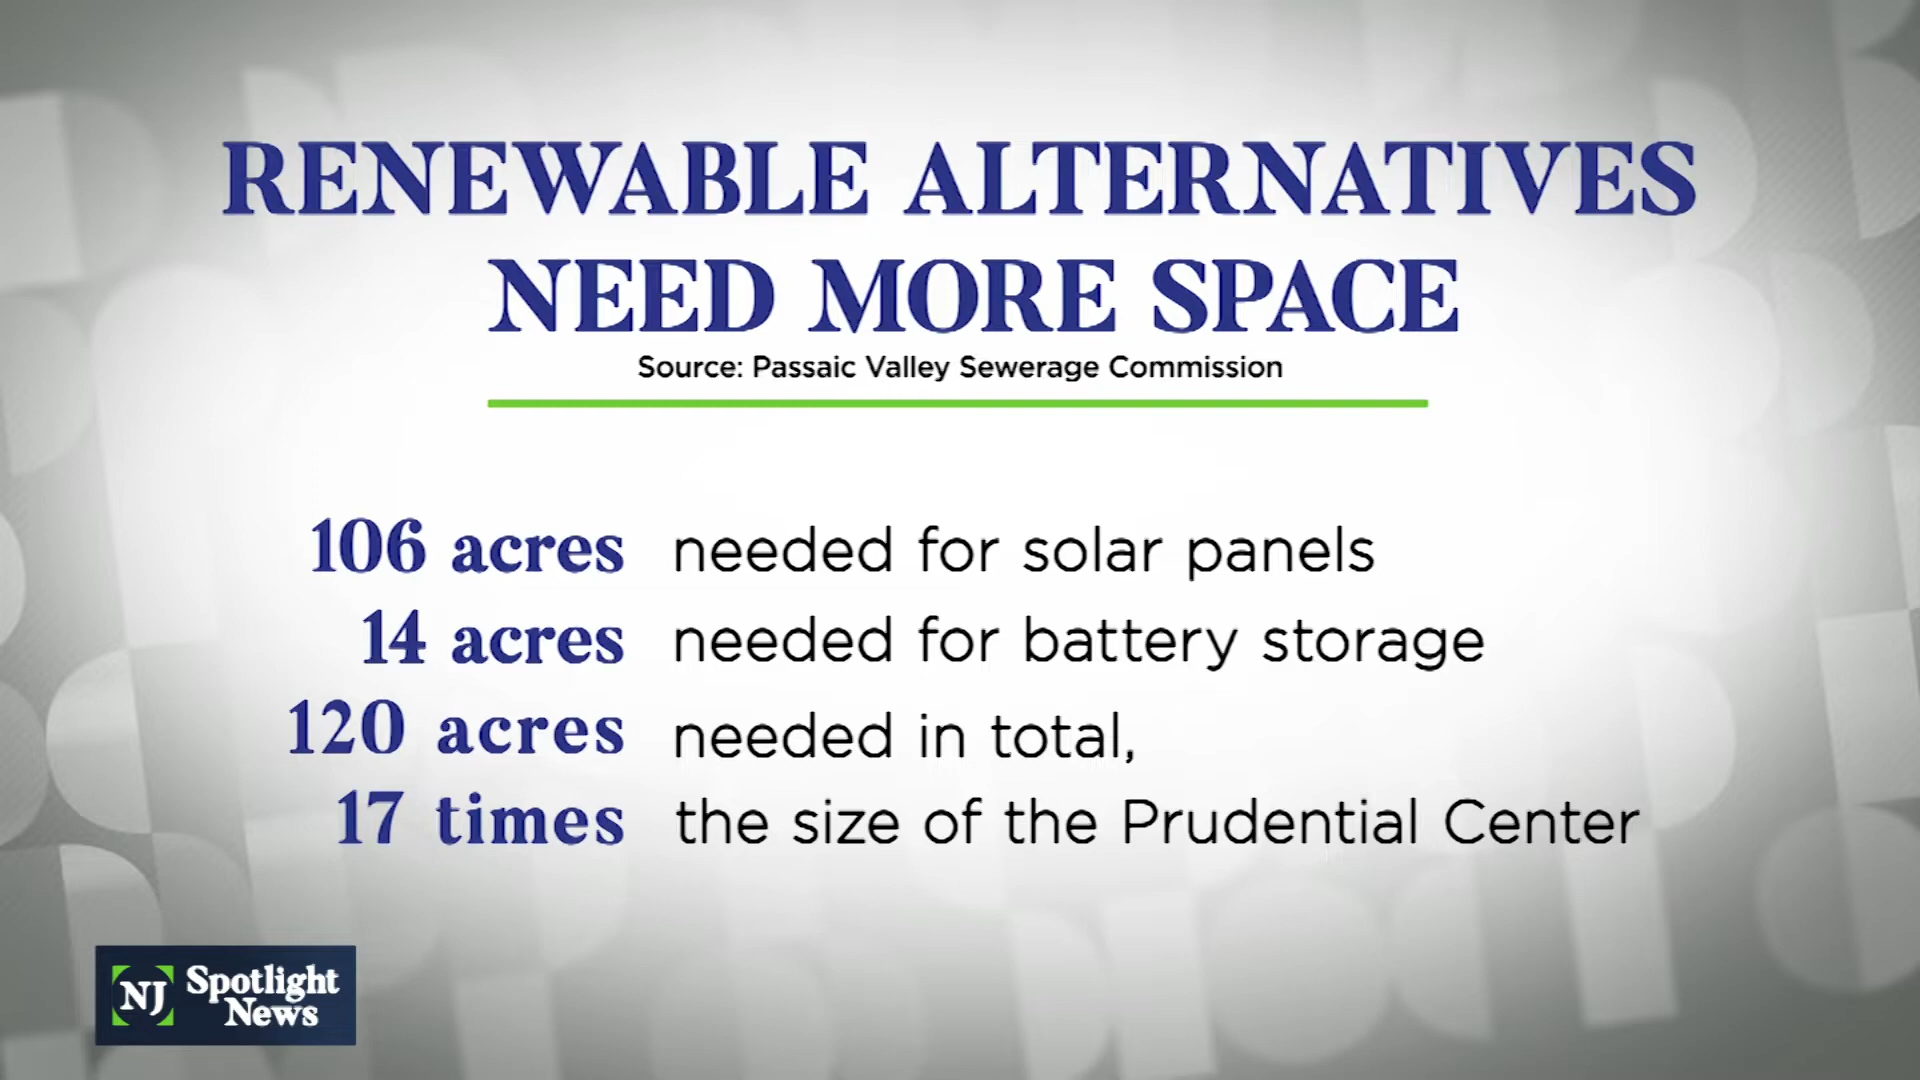 RENEWABLE ALTERNATIVES
NEED MORE SPACE
Source: Passaic Valley Sewerage Commission
106 acres needed for solar panels
14 acres needed for battery storage
120 acres needed in total,
17 times the size of the Prudential Center
NJ Spotlight
News